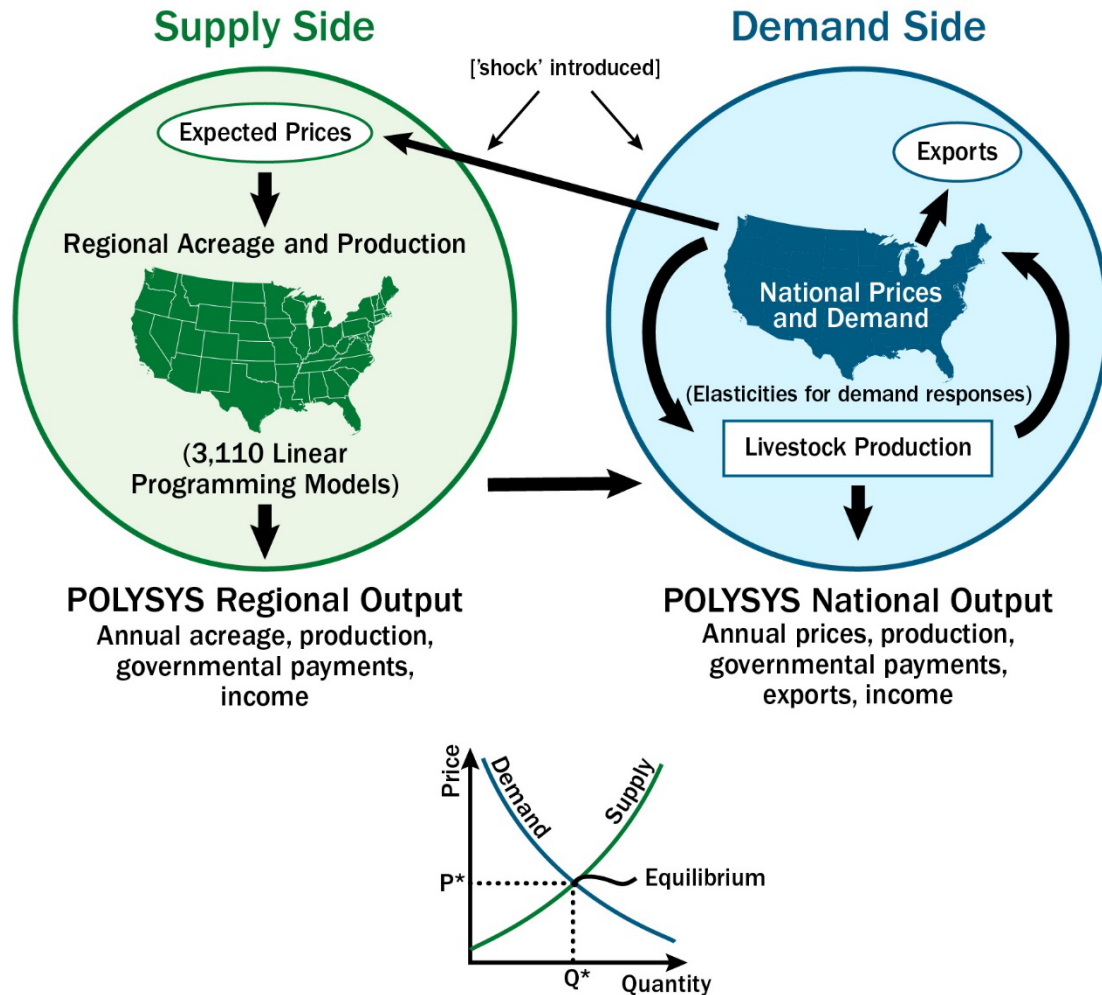 Supply Side
Demand Side
['shock' introduced]
Expected Prices
Regional Acreage and Production
(3,110 Linear
Programming Models)
Exports
National Prices
and Demand
(Elasticities for demand responses)
Livestock Production
POLYSYS Regional Output
Annual acreage, production,
governmental payments,
income
POLYSYS National Output
Annual prices, production,
governmental payments,
exports, income
Price
Demand
Supply
P*
Equilibrium
Q*
Quantity